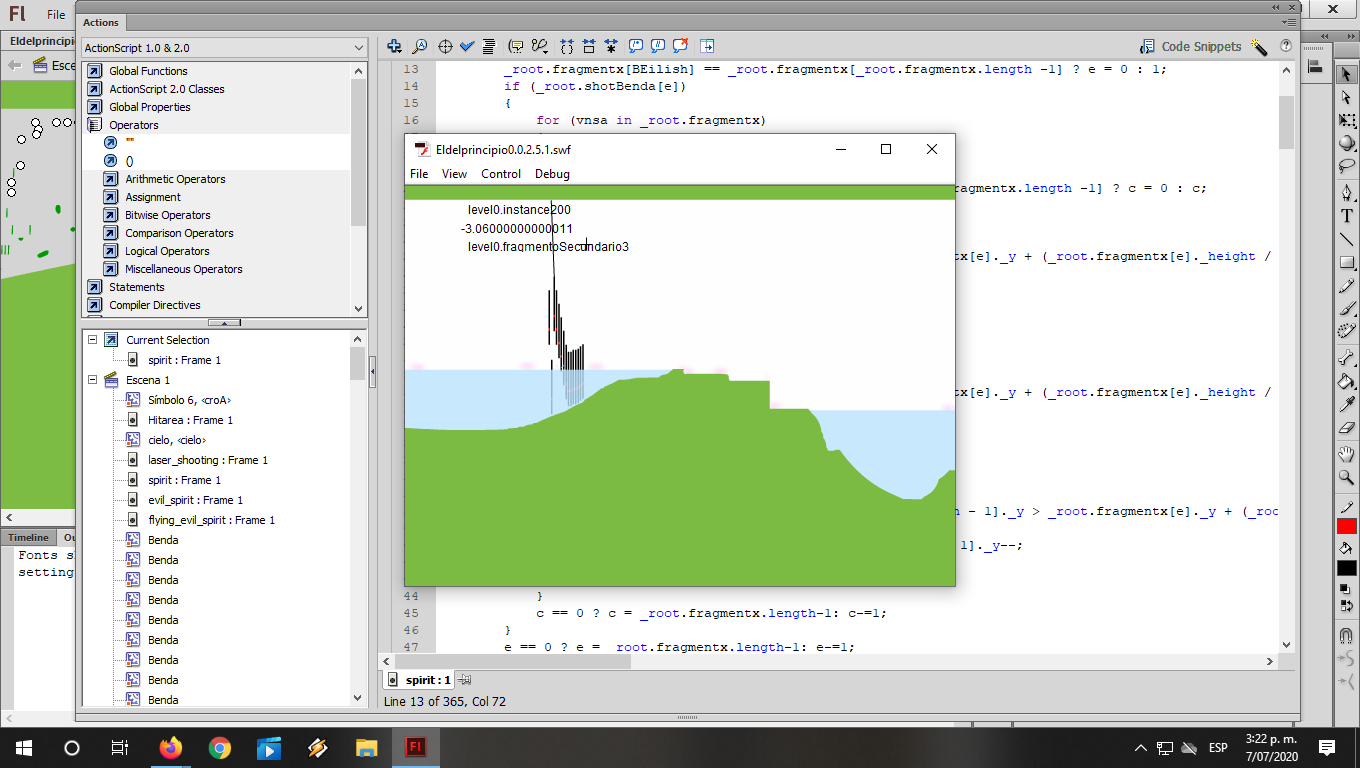 Fl File
Actions
Eldelprincipio
ActionScript 1.0 & 2.0
Code Snippets
Esce
Global Functions
ActionScript 2.0 Classes
Global Properties
Operators
""
()
Arithmetic Operators
Assignment
Bitwise Operators
Comparison Operators
Logical Operators
Miscellaneous Operators
Statements
Compiler Directives
Current Selection
spirit : Frame 1
Escena 1
Símbolo 6, <croA>
Hitarea : Frame 1
cielo, <cielo>
laser_shooting : Frame 1
spirit : Frame 1
evil_spirit : Frame 1
flying_evil_spirit : Frame 1
Benda
Benda
Benda
Benda
Benda
Benda
Benda
Benda
Benda
Timeline Ou
Fonts s
setting
13 _root.fragmentx[BEilish] == _root.fragmentx[_root.fragmentx.length -1] ? e = 0 : 1;
14 if (_root.shotBenda[e])
15 {
16 for (vnsa in _root.fragmentx)
agmentx.length -1] ? c = 0 : c;
tx[e]._y + (_root.fragmentx[e]._height /
tx[e]._y + (_root.fragmentx[e]._height /
h - 1]._y > _root.fragmentx[e]._y + (_roo
1]._y--;
44 }
45 c == 0 ? c = _root.fragmentx.length-1: c-=1;
46 }
47 e == 0 ? e = _root.fragmentx.length-1: e-=1;
Eldelprincipio0.0.2.5.1.swf
File View Control Debug
level0.instance200
-3.06000000000011
level0.fragmentoSecundario3
spirit : 1
Line 13 of 365, Col 72
Fl
ESP
3:22 p. m.
7/07/2020